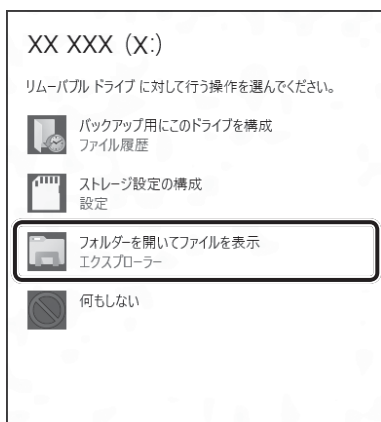 XX XXX (X:)
リムーバブル ドライブ に対して行う操作を選んでください。
バックアップ用にこのドライブを構成
ファイル履歴
ストレージ設定の構成
設定
フォルダーを開いてファイルを表示
エクスプローラー
何もしない